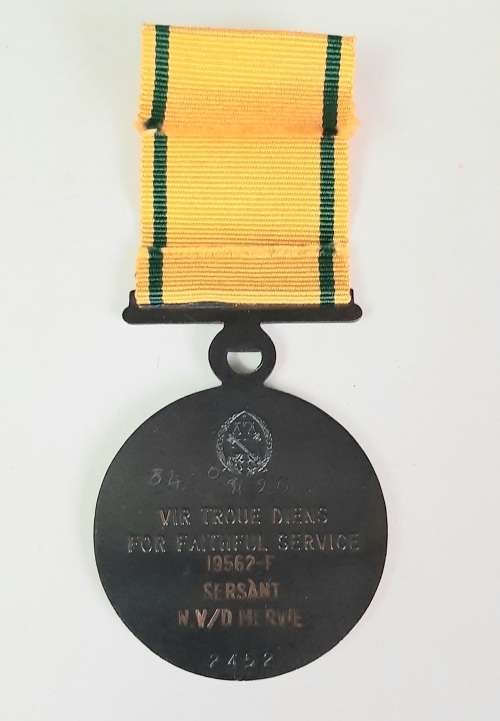 VIR TROUE DIENS
FOR FAITHFUL SERVICE
19562-F
SERSANT
N.V/D MERWE
2452